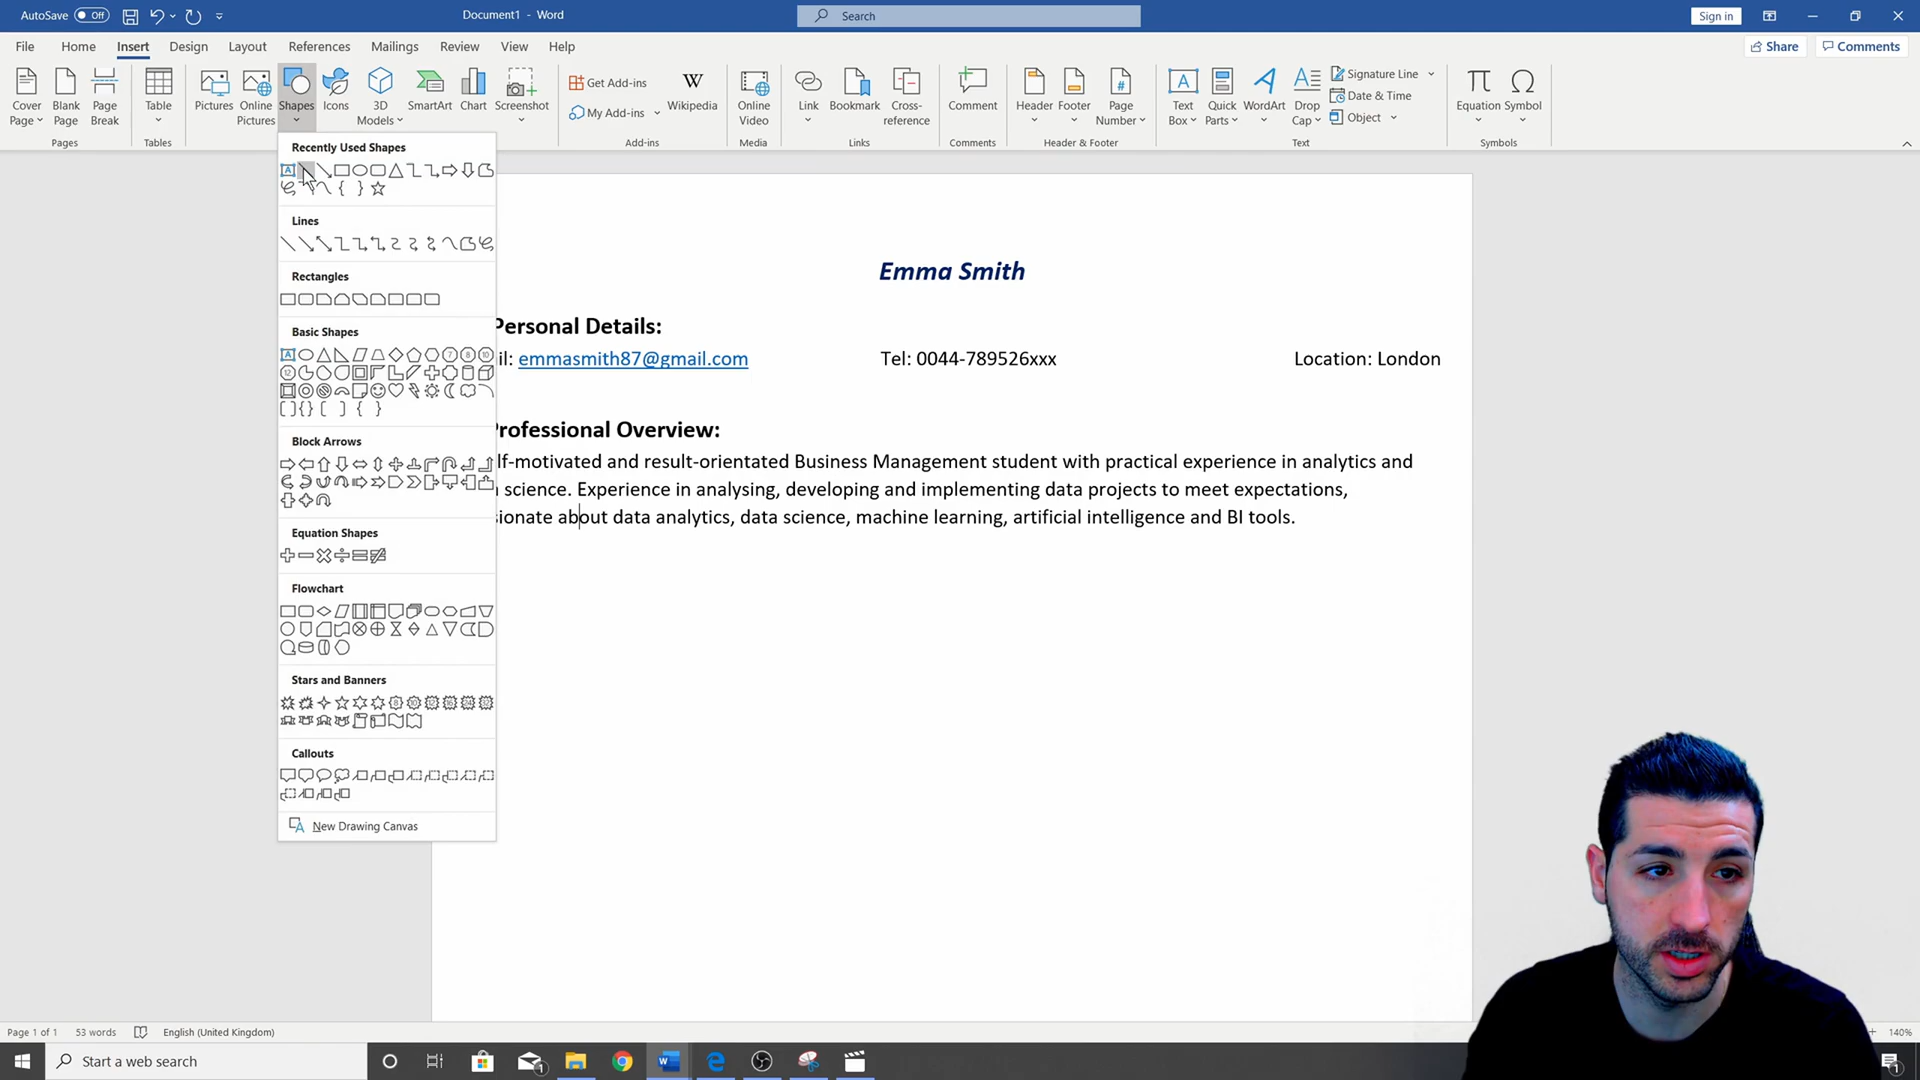 AutoSave Off
Document1 - Word
Search
Sign in
File Home Insert Design Layout References Mailings Review View Help
Share Comments
Cover Page
Blank Page
Page Break
Table
Pictures
Online Pictures
Shapes
Icons
3D Models
SmartArt
Chart
Screenshot
Get Add-ins
My Add-ins
Wikipedia
Online Video
Link
Bookmark
Cross-reference
Comment
Header
Footer
Page Number
Text Box
Quick Parts
WordArt
Drop Cap
Signature Line
Date & Time
Object
Equation
Symbol
Pages Tables Add-ins Media Links Comments Header & Footer Text Symbols
Recently Used Shapes
Lines
Rectangles
Basic Shapes
Block Arrows
Equation Shapes
Flowchart
Stars and Banners
Callouts
New Drawing Canvas
Emma Smith
Personal Details:
il: emmasmith87@gmail.com Tel: 0044-789526xxx Location: London
Professional Overview:
lf-motivated and result-orientated Business Management student with practical experience in analytics and
science. Experience in analysing, developing and implementing data projects to meet expectations,
sionate about data analytics, data science, machine learning, artificial intelligence and BI tools.
Page 1 of 1 53 words English (United Kingdom)
140%
Start a web search
1
1